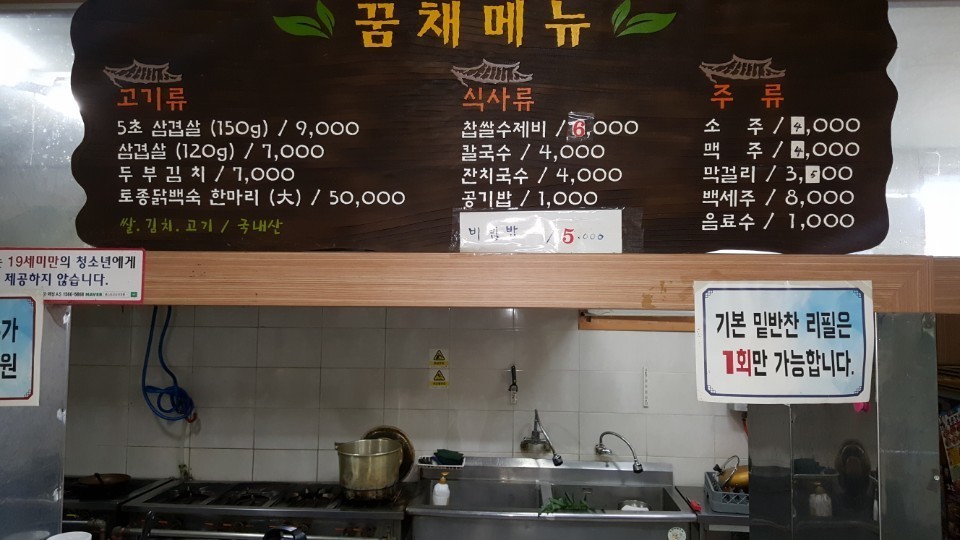 꿈채메뉴
고기류
5초 삼겹살 (150g) / 9,000
삼겹살 (120g) / 7,000
두부김치 / 7,000
토종닭백숙 한마리 (大) / 50,000
쌀.김치.고기 / 국내산
식사류
찹쌀수제비 / 6,000
칼국수 / 4,000
잔치국수 / 4,000
공기밥 / 1,000
비빔밥 / 5.000
주 류
소 주 / 4,000
맥 주 / 4,000
막걸리 / 3,500
백세주 / 8,000
음료수 / 1,000
19세미만의 청소년에게
제공하지 않습니다.
가
원
기본 밑반찬 리필은
1회만 가능합니다.